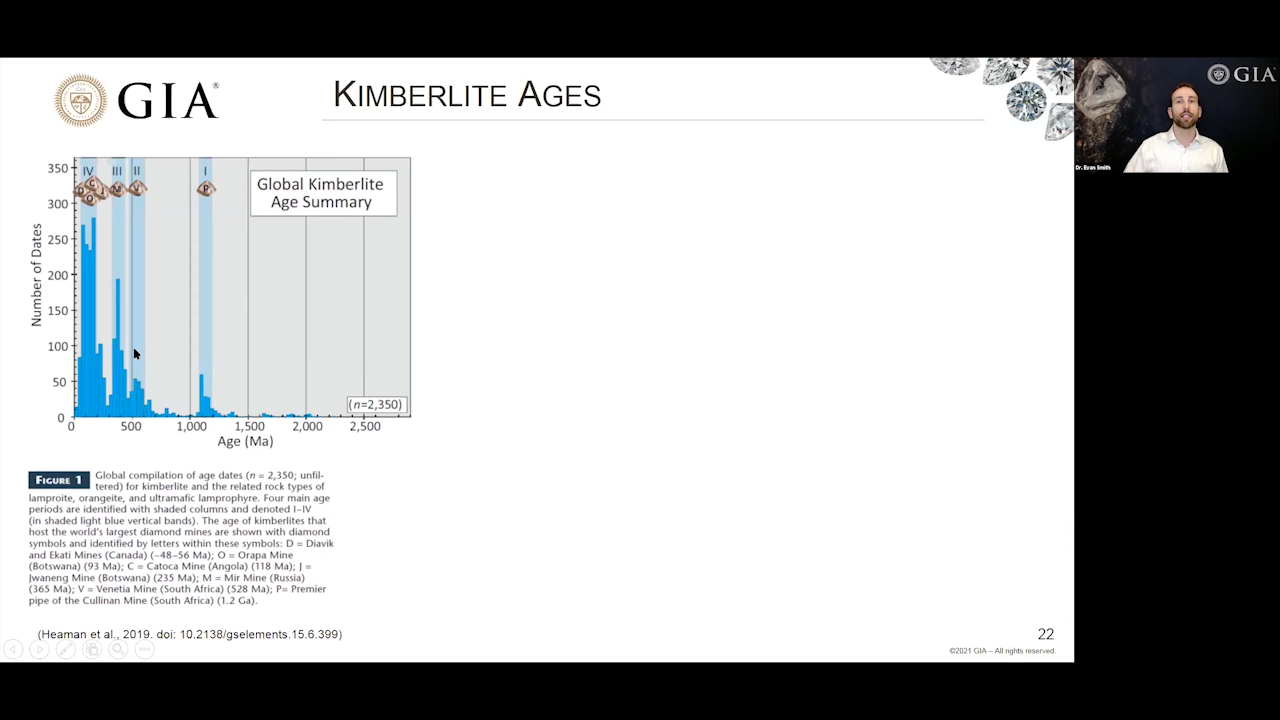 GIA®
KIMBERLITE AGES
GIA
Dr. Evan Smith
350
300
250
200
150
100
50
0
Number of Dates
IV
III
II
I
D
C
O
J
M
V
P
Global Kimberlite
Age Summary
(n=2,350)
0
500
1,000
1,500
2,000
2,500
Age (Ma)
FIGURE 1 Global compilation of age dates (n = 2,350; unfil-
tered) for kimberlite and the related rock types of
lamproite, orangeite, and ultramafic lamprophyre. Four main age
periods are identified with shaded columns and denoted I–IV
(in shaded light blue vertical bands). The age of kimberlites that
host the world's largest diamond mines are shown with diamond
symbols and identified by letters within these symbols: D = Diavik
and Ekati Mines (Canada) (~48–56 Ma); O = Orapa Mine
(Botswana) (93 Ma); C = Catoca Mine (Angola) (118 Ma); J =
Jwaneng Mine (Botswana) (235 Ma); M = Mir Mine (Russia)
(365 Ma); V = Venetia Mine (South Africa) (528 Ma); P= Premier
pipe of the Cullinan Mine (South Africa) (1.2 Ga).
(Heaman et al., 2019. doi: 10.2138/gselements.15.6.399)
22
©2021 GIA – All rights reserved.